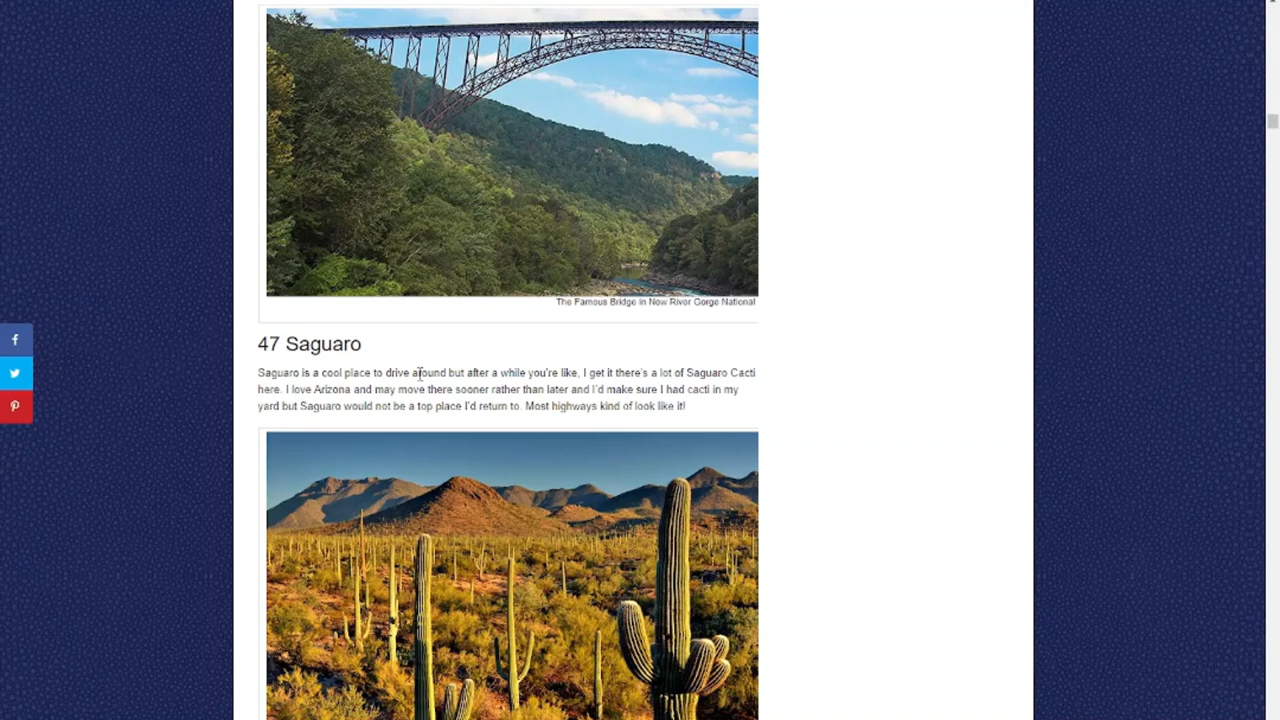 The Famous Bridge in New River Gorge National
47 Saguaro
Saguaro is a cool place to drive around but after a while you're like, I get it there's a lot of Saguaro Cacti
here. I love Arizona and may move there sooner rather than later and I'd make sure I had cacti in my
yard but Saguaro would not be a top place I'd return to. Most highways kind of look like it!